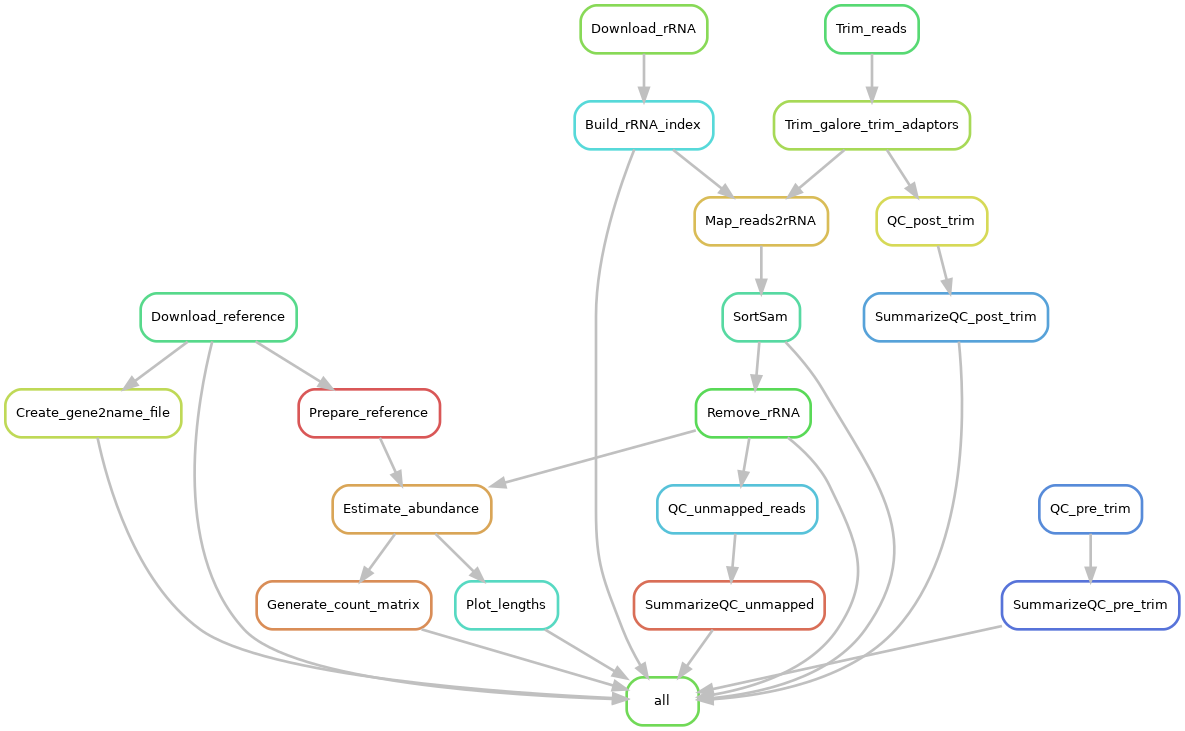 Download_rRNA
Trim_reads
Build_rRNA_index
Trim_galore_trim_adaptors
Map_reads2rRNA
QC_post_trim
Download_reference
SortSam
SummarizeQC_post_trim
Create_gene2name_file
Prepare_reference
Remove_rRNA
Estimate_abundance
QC_unmapped_reads
QC_pre_trim
Generate_count_matrix
Plot_lengths
SummarizeQC_unmapped
SummarizeQC_pre_trim
all